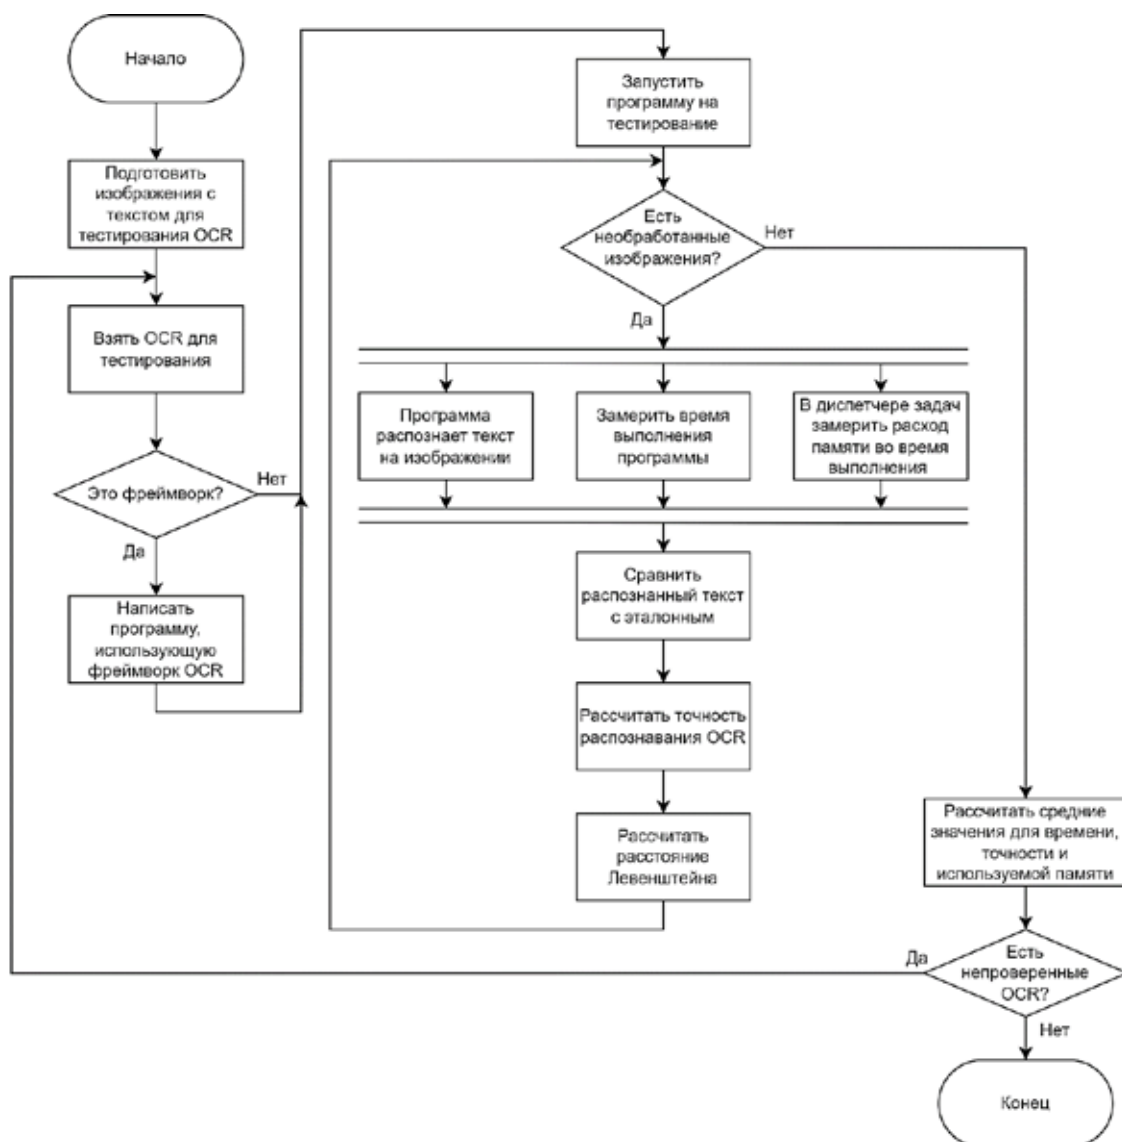 Начало
Подготовить
изображения с
текстом для
тестирования OCR
Взять OCR для
тестирования
Это фреймворк?
Нет
Да
Написать
программу,
использующую
фреймворк OCR
Запустить
программу на
тестирование
Есть
необработанные
изображения?
Нет
Да
Программа
распознает текст
на изображении
Замерить время
выполнения
программы
В диспетчере задач
замерить расход
памяти во время
выполнения
Сравнить
распознанный текст
с эталонным
Рассчитать точность
распознавания OCR
Рассчитать
расстояние
Левенштейна
Рассчитать средние
значения для времени,
точности и
используемой памяти
Есть
непроверенные
OCR?
Да
Нет
Конец